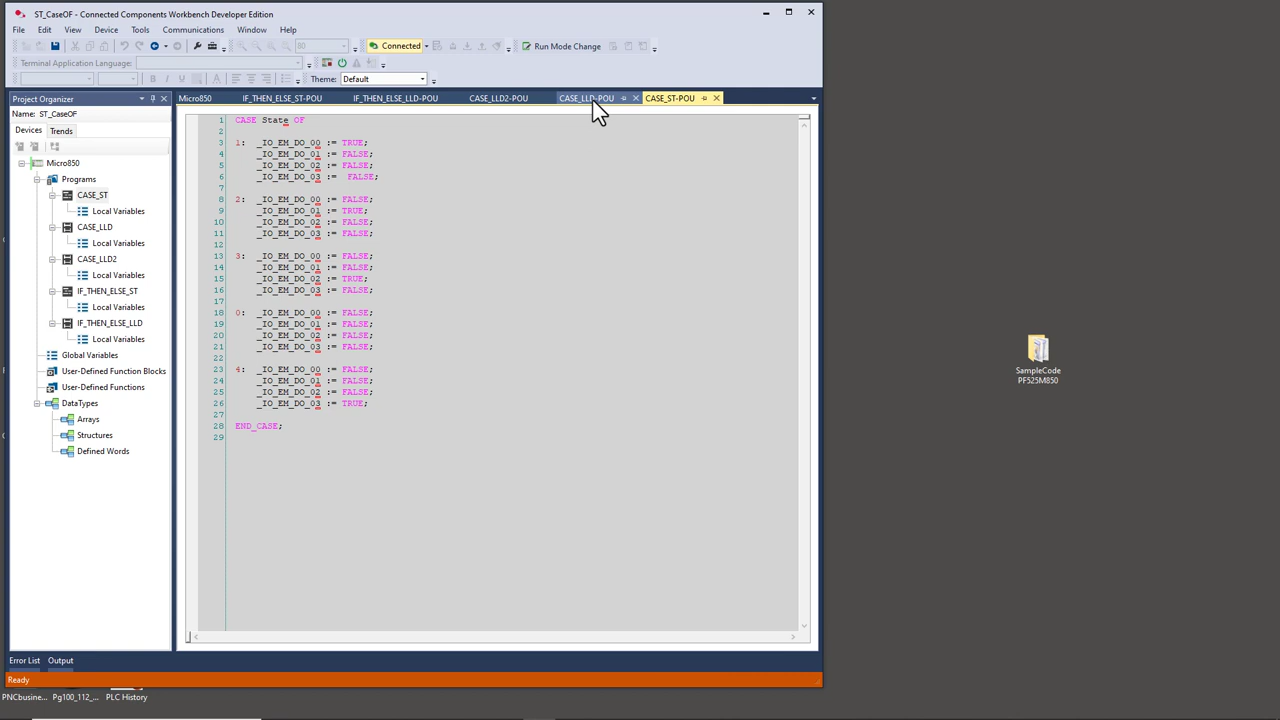 ST_CaseOF - Connected Components Workbench Developer Edition
File Edit View Device Tools Communications Window Help
80 Connected Run Mode Change
Terminal Application Language:
B I U A Theme: Default
Project Organizer
Micro850 IF_THEN_ELSE_ST-POU IF_THEN_ELSE_LLD-POU CASE_LLD2-POU CASE_LLD-POU CASE_ST-POU
Name: ST_CaseOF
Devices Trends
Micro850
Programs
CASE_ST
Local Variables
CASE_LLD
Local Variables
CASE_LLD2
Local Variables
IF_THEN_ELSE_ST
Local Variables
IF_THEN_ELSE_LLD
Local Variables
Global Variables
User-Defined Function Blocks
User-Defined Functions
DataTypes
Arrays
Structures
Defined Words
1 CASE State OF
2
3 1: _IO_EM_DO_00 := TRUE;
4 _IO_EM_DO_01 := FALSE;
5 _IO_EM_DO_02 := FALSE;
6 _IO_EM_DO_03 := FALSE;
7
8 2: _IO_EM_DO_00 := FALSE;
9 _IO_EM_DO_01 := TRUE;
10 _IO_EM_DO_02 := FALSE;
11 _IO_EM_DO_03 := FALSE;
12
13 3: _IO_EM_DO_00 := FALSE;
14 _IO_EM_DO_01 := FALSE;
15 _IO_EM_DO_02 := TRUE;
16 _IO_EM_DO_03 := FALSE;
17
18 0: _IO_EM_DO_00 := FALSE;
19 _IO_EM_DO_01 := FALSE;
20 _IO_EM_DO_02 := FALSE;
21 _IO_EM_DO_03 := FALSE;
22
23 4: _IO_EM_DO_00 := FALSE;
24 _IO_EM_DO_01 := FALSE;
25 _IO_EM_DO_02 := FALSE;
26 _IO_EM_DO_03 := TRUE;
27
28 END_CASE;
29
Error List Output
Ready
PNCbusine... Pg100_112_... PLC History
SampleCode
PF525M850